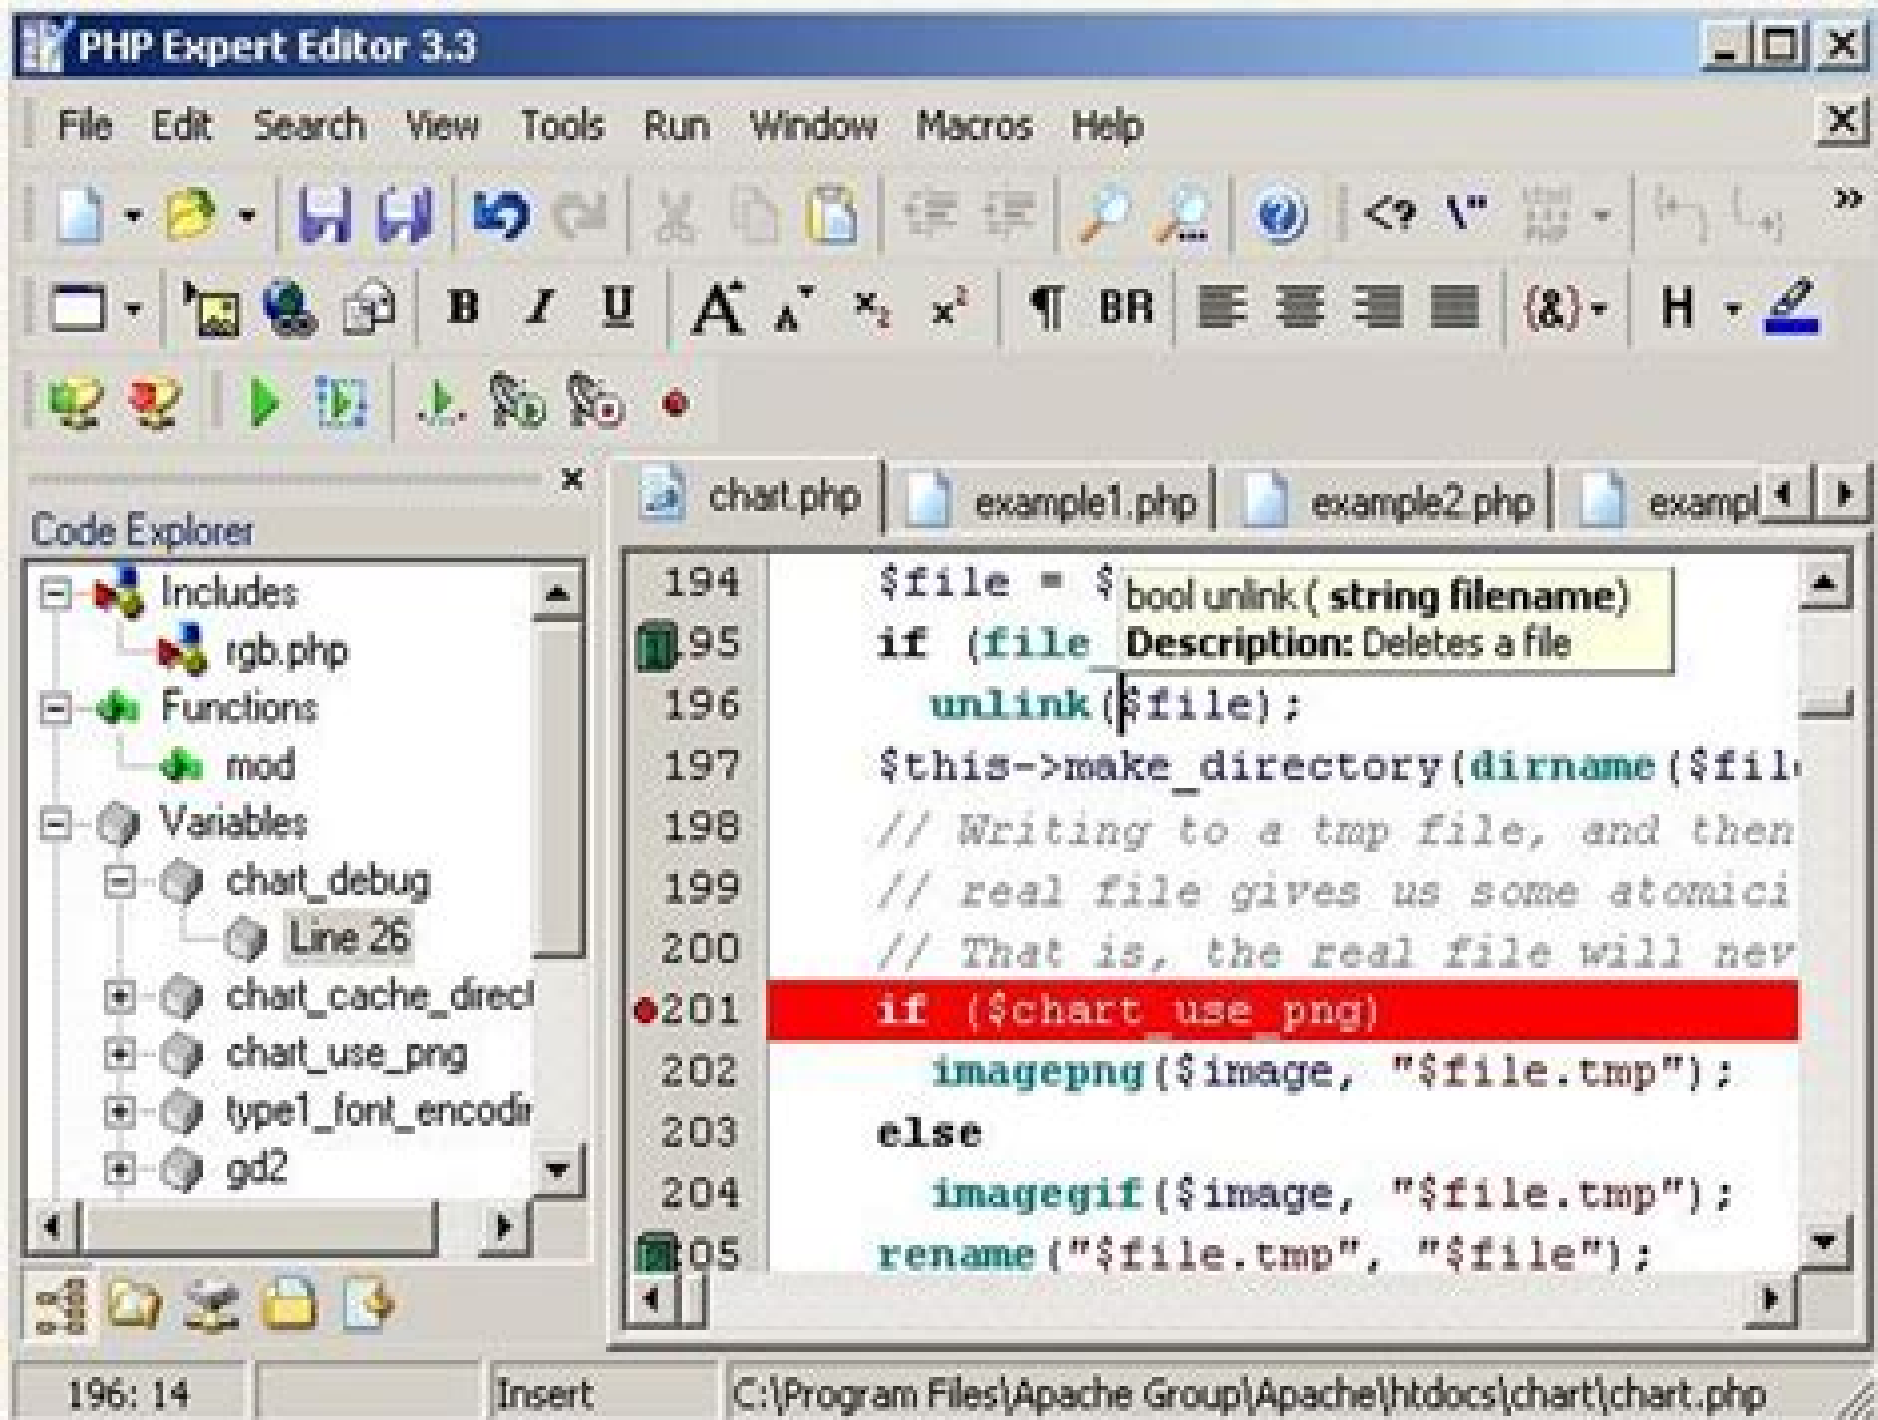 PHP Expert Editor 3.3
File Edit Search View Tools Run Window Macros Help
<? \"
B I U A A x2 x2 ¶ BR {&} H
Code Explorer
Includes
rgb.php
Functions
mod
Variables
chart_debug
Line 26
chart_cache_direct
chart_use_png
type1_font_encodin
gd2
chart.php example1.php example2.php exampl
194 $file = $
bool unlink ( string filename)
Description: Deletes a file
195 if (file_
196 unlink($file);
197 $this->make_directory(dirname($file
198 // Writing to a tmp file, and then
199 // real file gives us some atomici
200 // That is, the real file will nev
201 if ($chart_use_png)
202 imagepng($image, "$file.tmp");
203 else
204 imagegif($image, "$file.tmp");
205 rename("$file.tmp", "$file");
196: 14 Insert C:\Program Files\Apache Group\Apache\htdocs\chart\chart.php